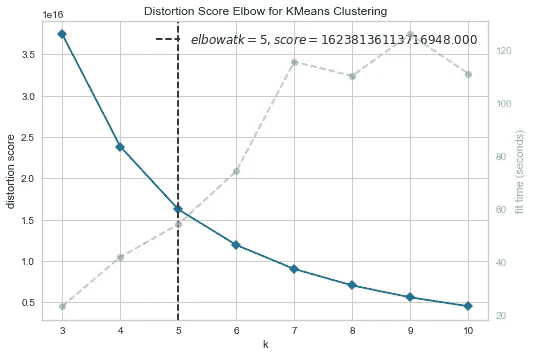 Distortion Score Elbow for KMeans Clustering
1e16
elbowatk = 5, score = 16238136113716948.000
3.5
3.0
2.5
2.0
1.5
1.0
0.5
distortion score
120
100
80
60
40
20
fit time (seconds)
3 4 5 6 7 8 9 10
k